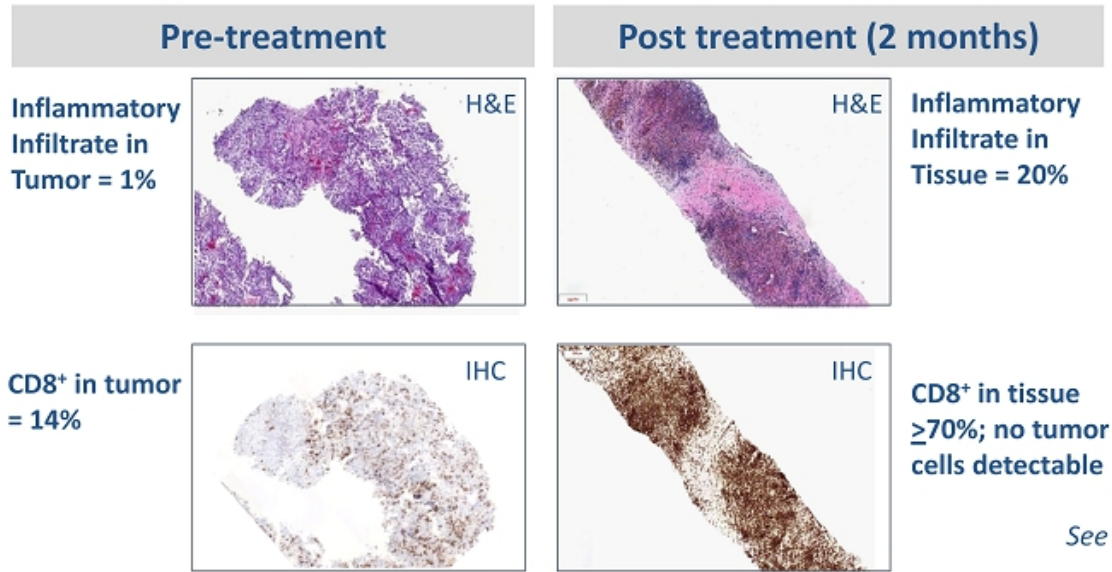 Pre-treatment
Post treatment (2 months)
Inflammatory
Infiltrate in
Tumor = 1%
H&E
H&E
Inflammatory
Infiltrate in
Tissue = 20%
CD8⁺ in tumor
= 14%
IHC
IHC
CD8⁺ in tissue
≥70%; no tumor
cells detectable
See